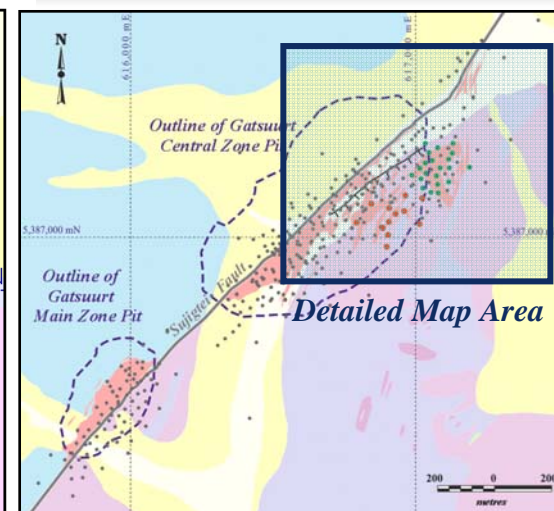 616,000 mE
617,000 mE
N
Outline of Gatsuurt
Central Zone Pit
5,387,000 mN
5,387,000 m
Outline of
Gatsuurt
Main Zone Pit
Sujigtei Fault
Detailed Map Area
200 0 200
metres